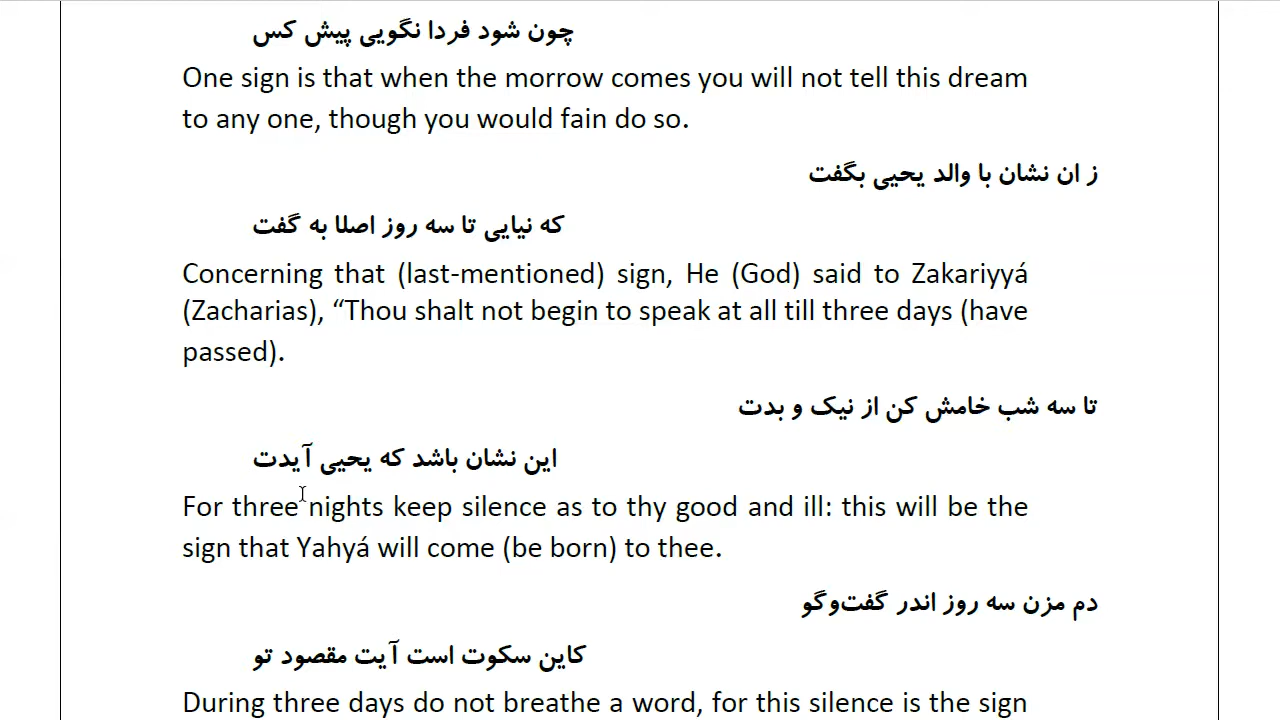 چون شود فردا نگویی پیش کس
One sign is that when the morrow comes you will not tell this dream
to any one, though you would fain do so.
ز ان نشان با والد یحیی بگفت
که نیایی تا سه روز اصلا به گفت
Concerning that (last-mentioned) sign, He (God) said to Zakariyyá
(Zacharias), “Thou shalt not begin to speak at all till three days (have
passed).
تا سه شب خامش کن از نیک و بدت
این نشان باشد که یحیی آیدت
For three nights keep silence as to thy good and ill: this will be the
sign that Yahyá will come (be born) to thee.
دم مزن سه روز اندر گفت‌وگو
کاین سکوت است آیت مقصود تو
During three days do not breathe a word, for this silence is the sign